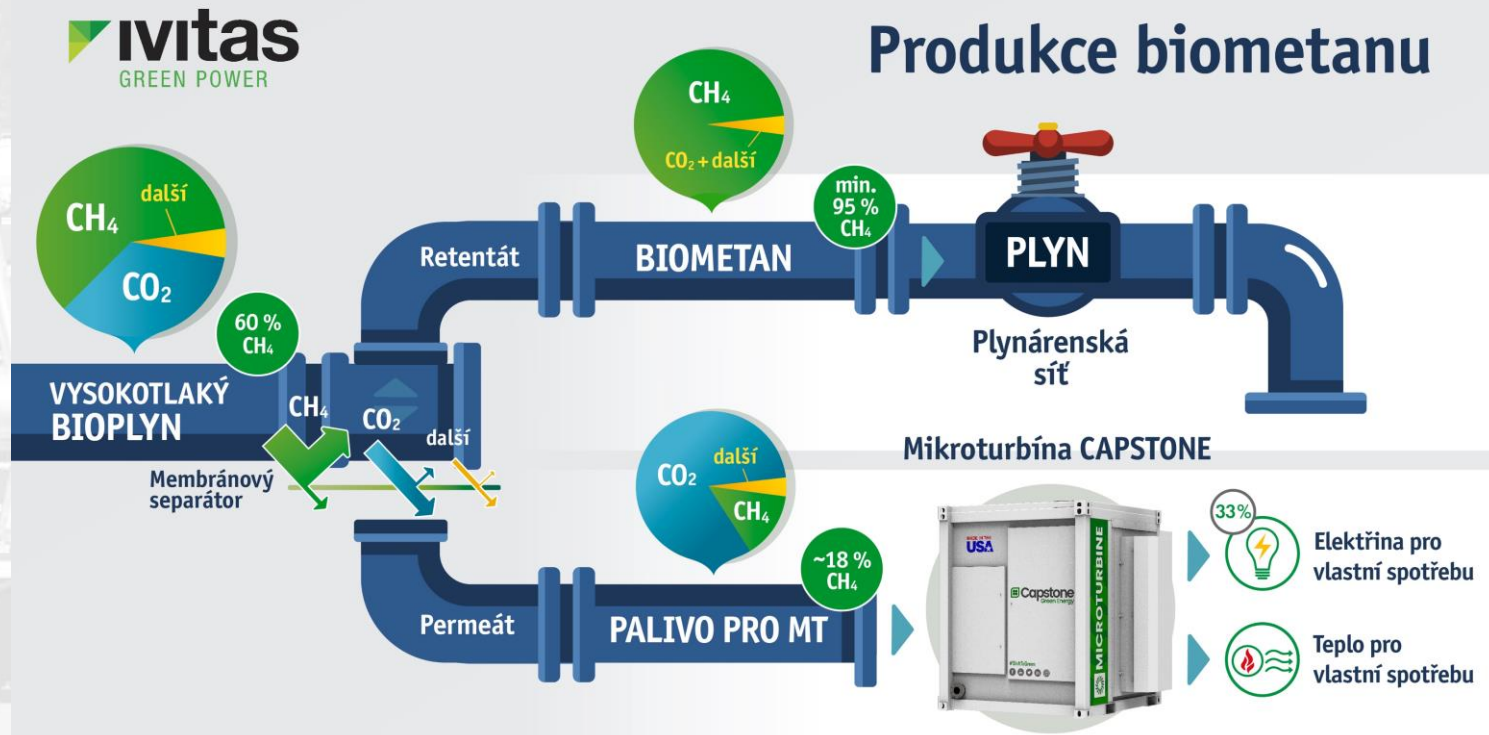 ivitas
GREEN POWER
Produkce biometanu
CH₄
CO₂ + další
CH₄
další
CO₂
60 %
CH₄
min.
95 %
CH₄
Retentát
BIOMETAN
PLYN
Plynárenská
síť
VYSOKOTLAKÝ
BIOPLYN
CH₄
CO₂
další
Membránový
separátor
CO₂
další
CH₄
~18 %
CH₄
Permeát
PALIVO PRO MT
Mikroturbína CAPSTONE
MADE IN THE
USA
Capstone
Green Energy
MICROTURBINE
33%
Elektřina pro
vlastní spotřebu
Teplo pro
vlastní spotřebu